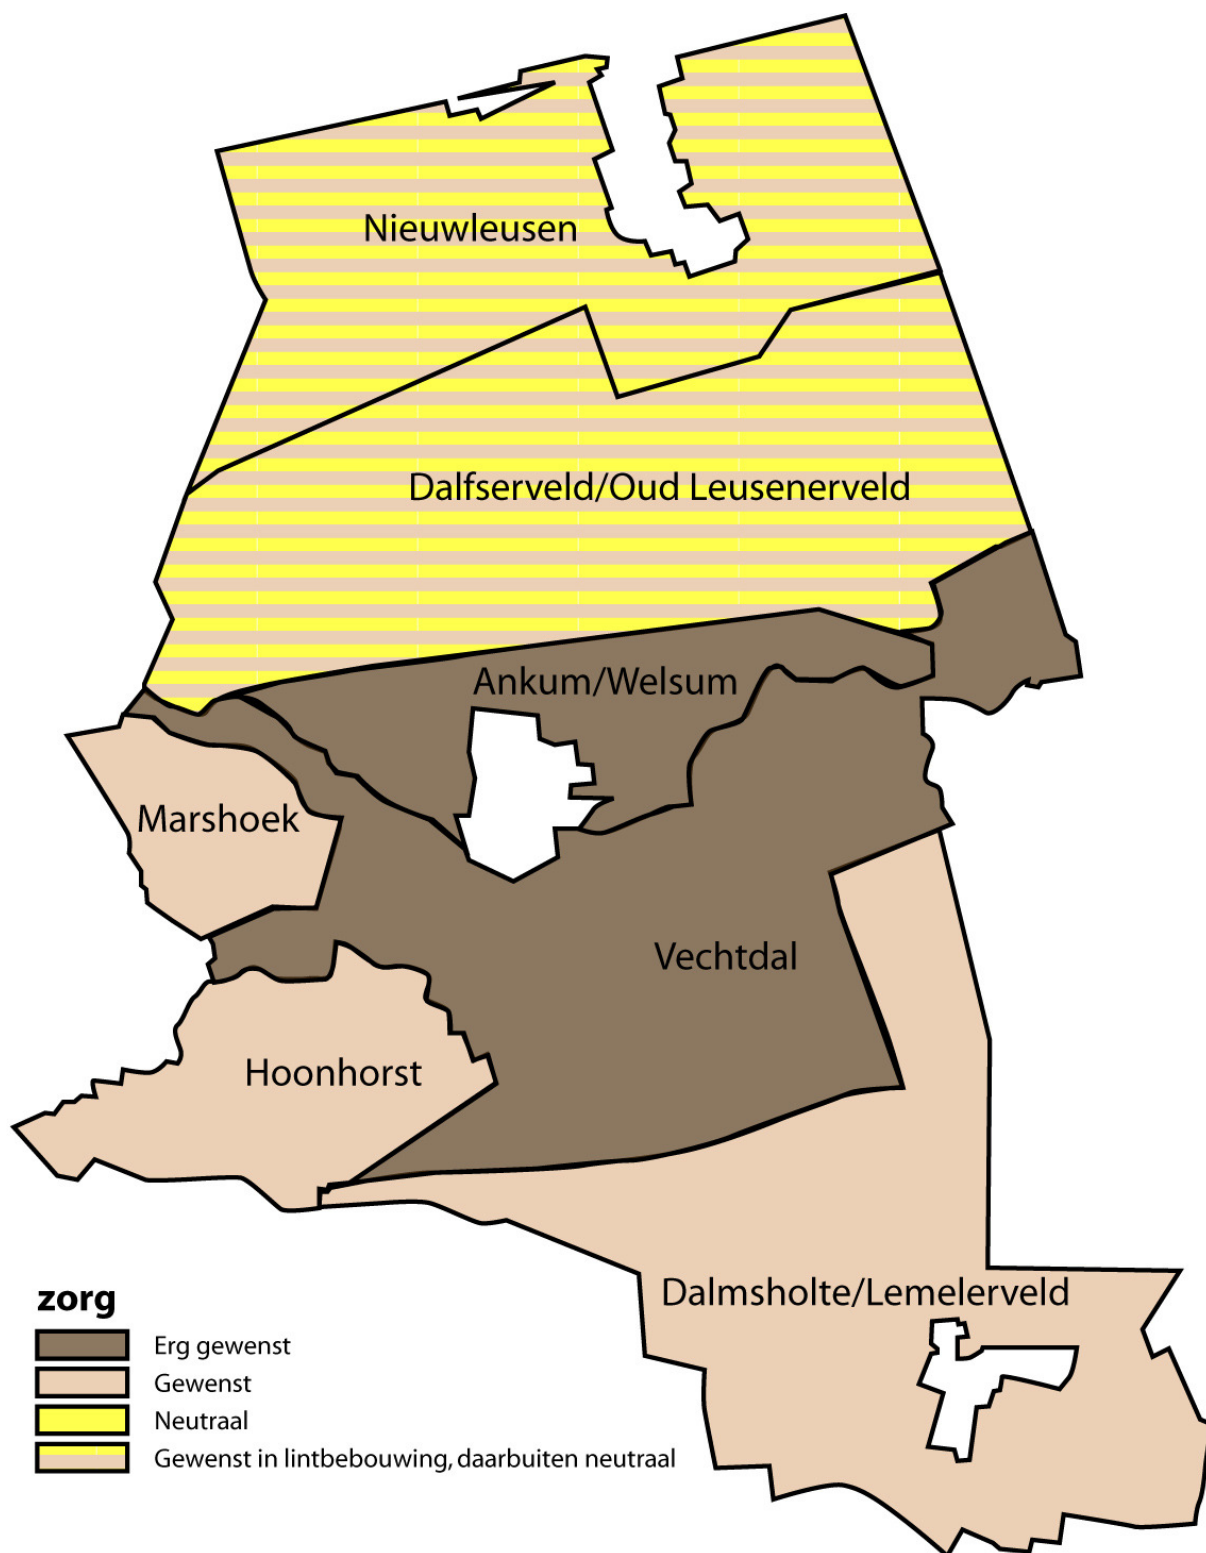 Nieuwleusen
Dalfserveld/Oud Leusenerveld
Ankum/Welsum
Marshoek
Vechtdal
Hoonhorst
Dalmsholte/Lemelerveld
zorg
Erg gewenst
Gewenst
Neutraal
Gewenst in lintbebouwing, daarbuiten neutraal